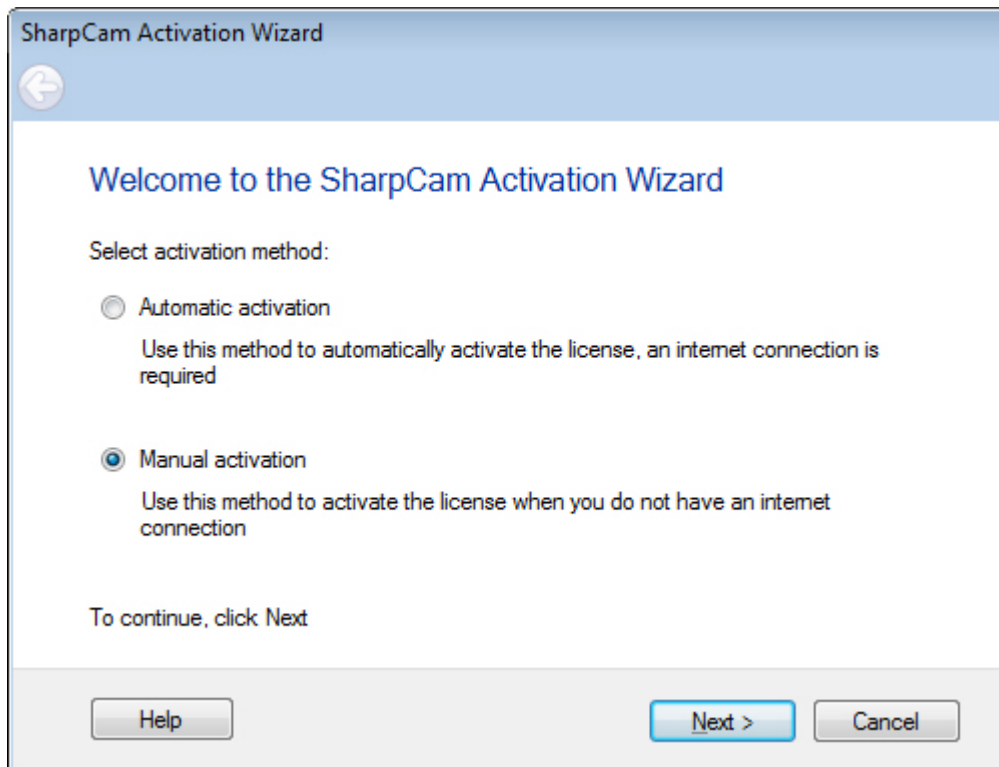 SharpCam Activation Wizard
Welcome to the SharpCam Activation Wizard
Select activation method:
Automatic activation
Use this method to automatically activate the license, an internet connection is
required
Manual activation
Use this method to activate the license when you do not have an internet
connection
To continue, click Next
Help
Next >
Cancel